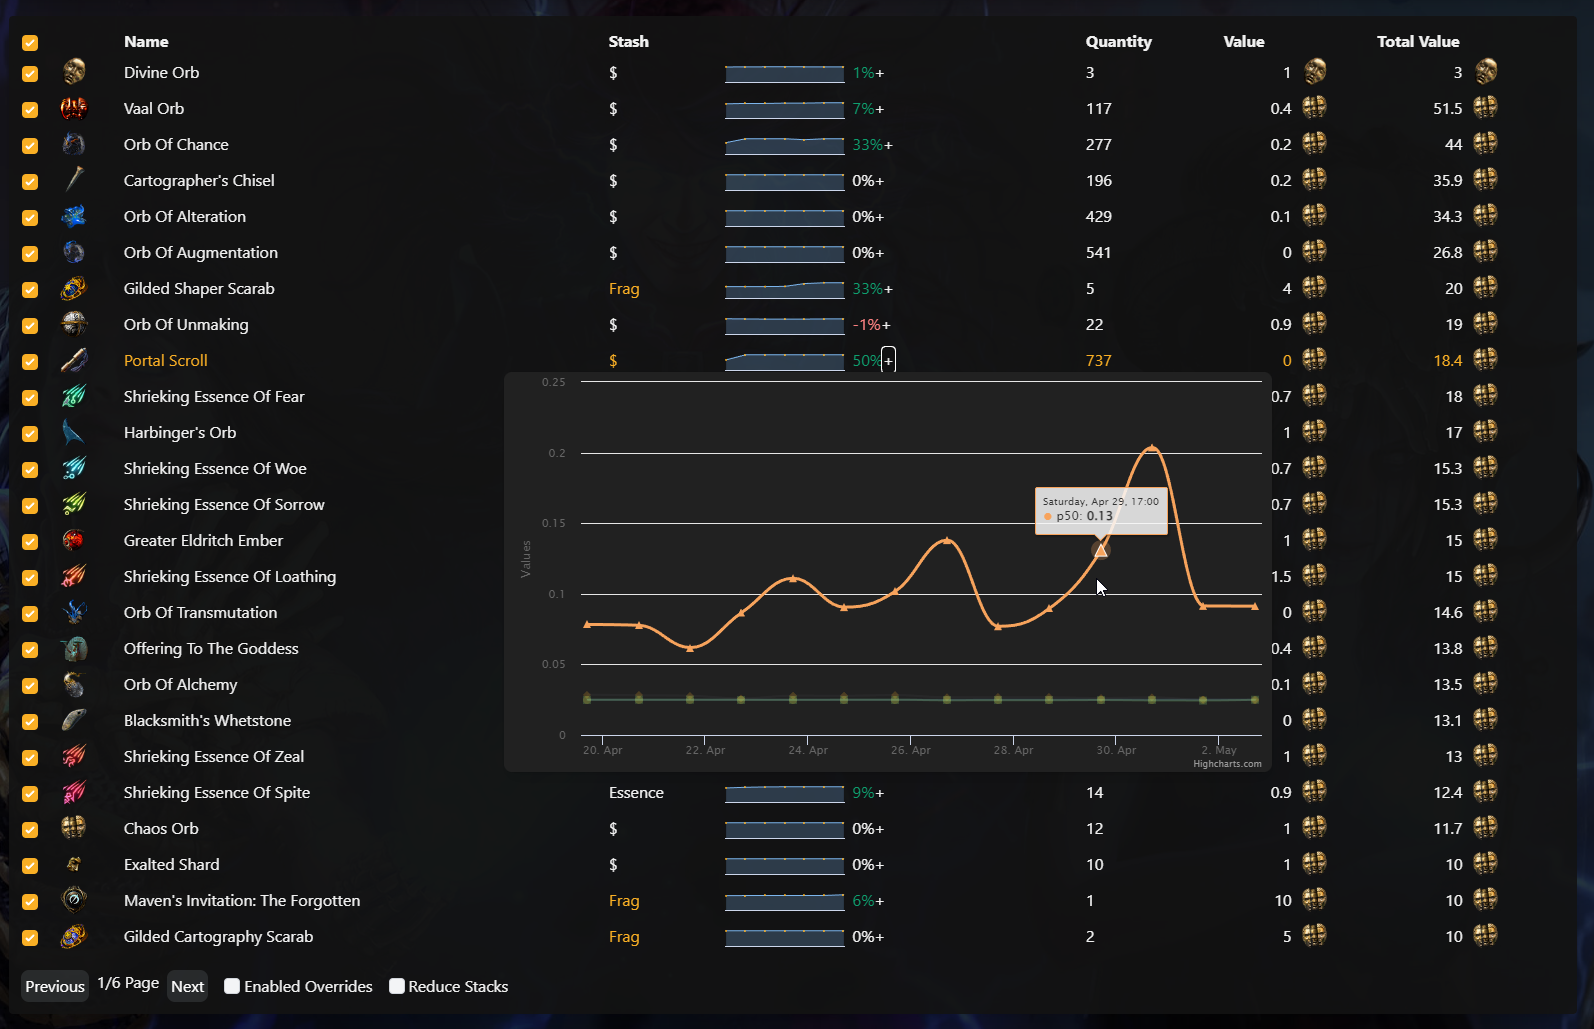 Name Stash Quantity Value Total Value
Divine Orb $ 1%+ 3 1 3
Vaal Orb $ 7%+ 117 0.4 51.5
Orb Of Chance $ 33%+ 277 0.2 44
Cartographer's Chisel $ 0%+ 196 0.2 35.9
Orb Of Alteration $ 0%+ 429 0.1 34.3
Orb Of Augmentation $ 0%+ 541 0 26.8
Gilded Shaper Scarab Frag 33%+ 5 4 20
Orb Of Unmaking $ -1%+ 22 0.9 19
Portal Scroll $ 50%+ 737 0 18.4
Shrieking Essence Of Fear 0.7 18
Harbinger's Orb 1 17
Shrieking Essence Of Woe 0.7 15.3
Shrieking Essence Of Sorrow 0.7 15.3
Greater Eldritch Ember 1 15
Shrieking Essence Of Loathing 1.5 15
Orb Of Transmutation 0 14.6
Offering To The Goddess 0.4 13.8
Orb Of Alchemy 0.1 13.5
Blacksmith's Whetstone 0 13.1
Shrieking Essence Of Zeal 1 13
0.25
0.2
0.15
0.1
0.05
0
Values
Saturday, Apr 29, 17:00
p50: 0.13
20. Apr 22. Apr 24. Apr 26. Apr 28. Apr 30. Apr 2. May
Highcharts.com
Shrieking Essence Of Spite Essence 9%+ 14 0.9 12.4
Chaos Orb $ 0%+ 12 1 11.7
Exalted Shard $ 0%+ 10 1 10
Maven's Invitation: The Forgotten Frag 6%+ 1 10 10
Gilded Cartography Scarab Frag 0%+ 2 5 10
Previous 1/6 Page Next Enabled Overrides Reduce Stacks